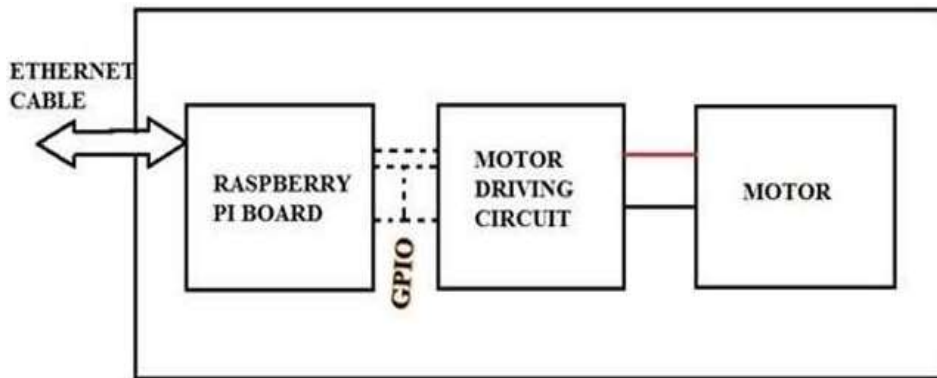 ETHERNET
CABLE
RASPBERRY
PI BOARD
GPIO
MOTOR
DRIVING
CIRCUIT
MOTOR